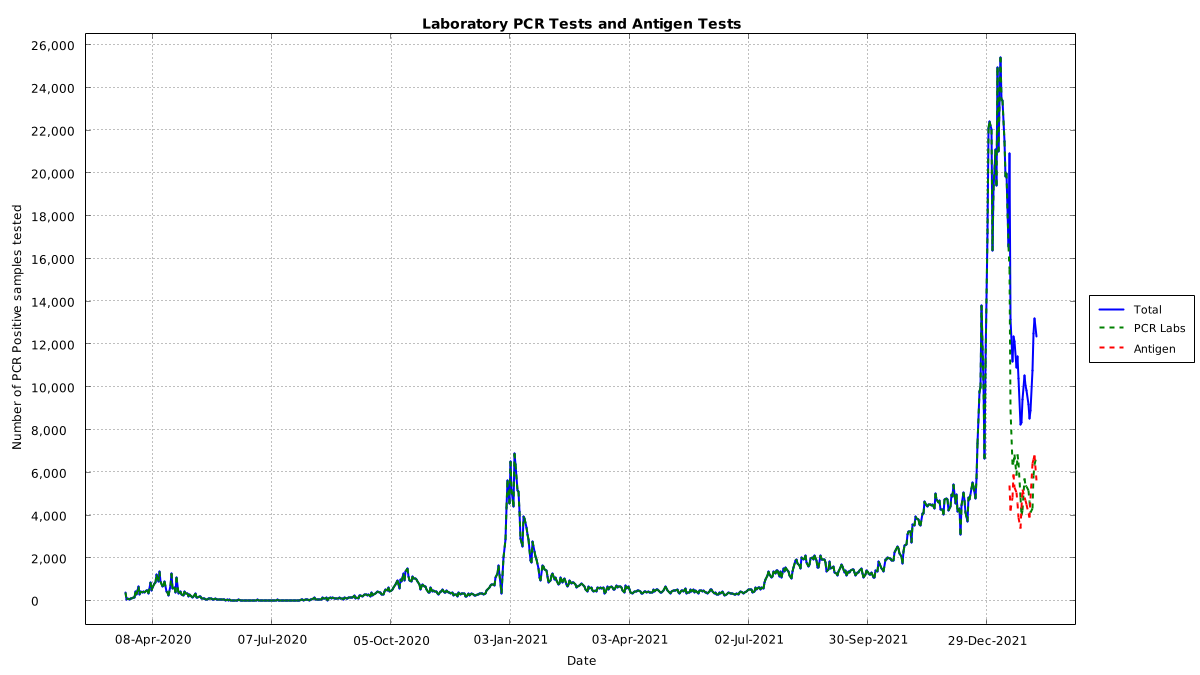 Laboratory PCR Tests and Antigen Tests
26,000
24,000
22,000
20,000
18,000
16,000
14,000
12,000
10,000
8,000
6,000
4,000
2,000
0
Number of PCR Positive samples tested
08-Apr-2020 07-Jul-2020 05-Oct-2020 03-Jan-2021 03-Apr-2021 02-Jul-2021 30-Sep-2021 29-Dec-2021
Date
Total
PCR Labs
Antigen